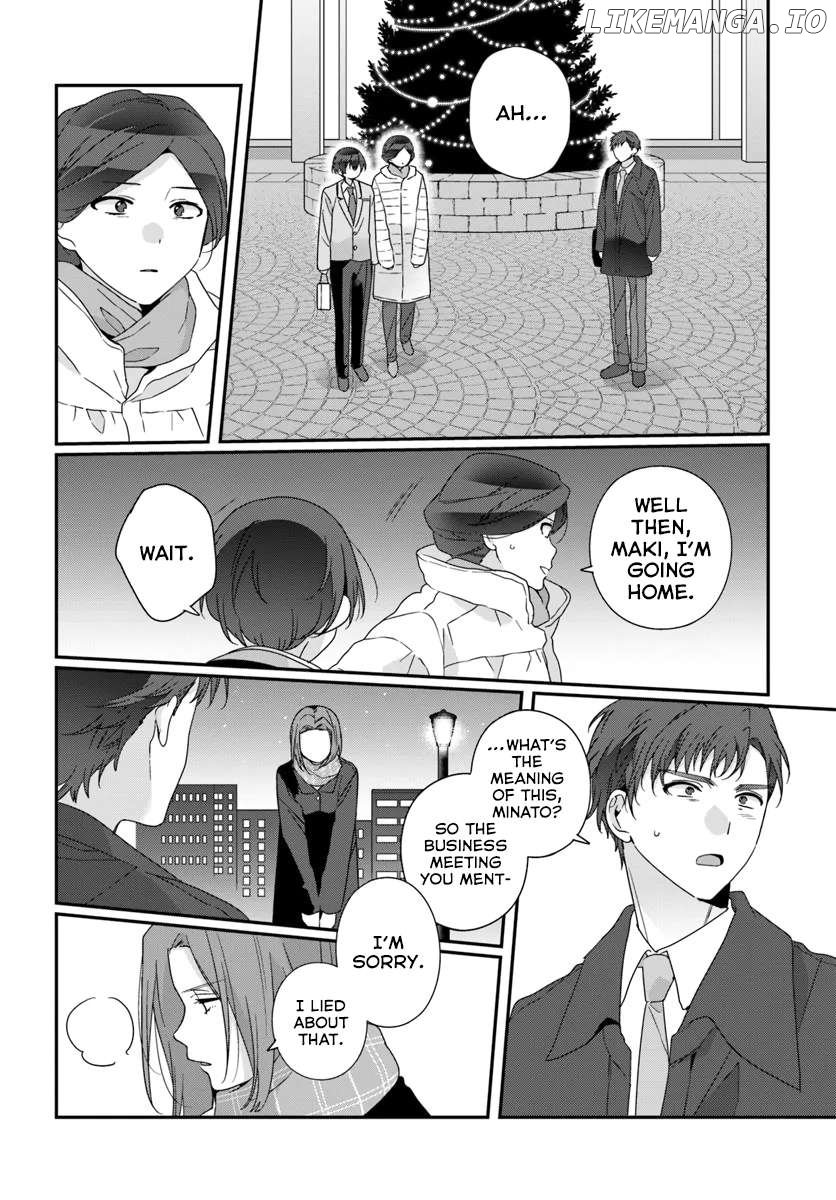 LIKEMANGA.IO
AH...
WELL
THEN,
MAKI, I'M
GOING
HOME.
WAIT.
...WHAT'S
THE
MEANING
OF THIS,
MINATO?
SO THE
BUSINESS
MEETING
YOU MENT-
I'M
SORRY.
I LIED
ABOUT
THAT.